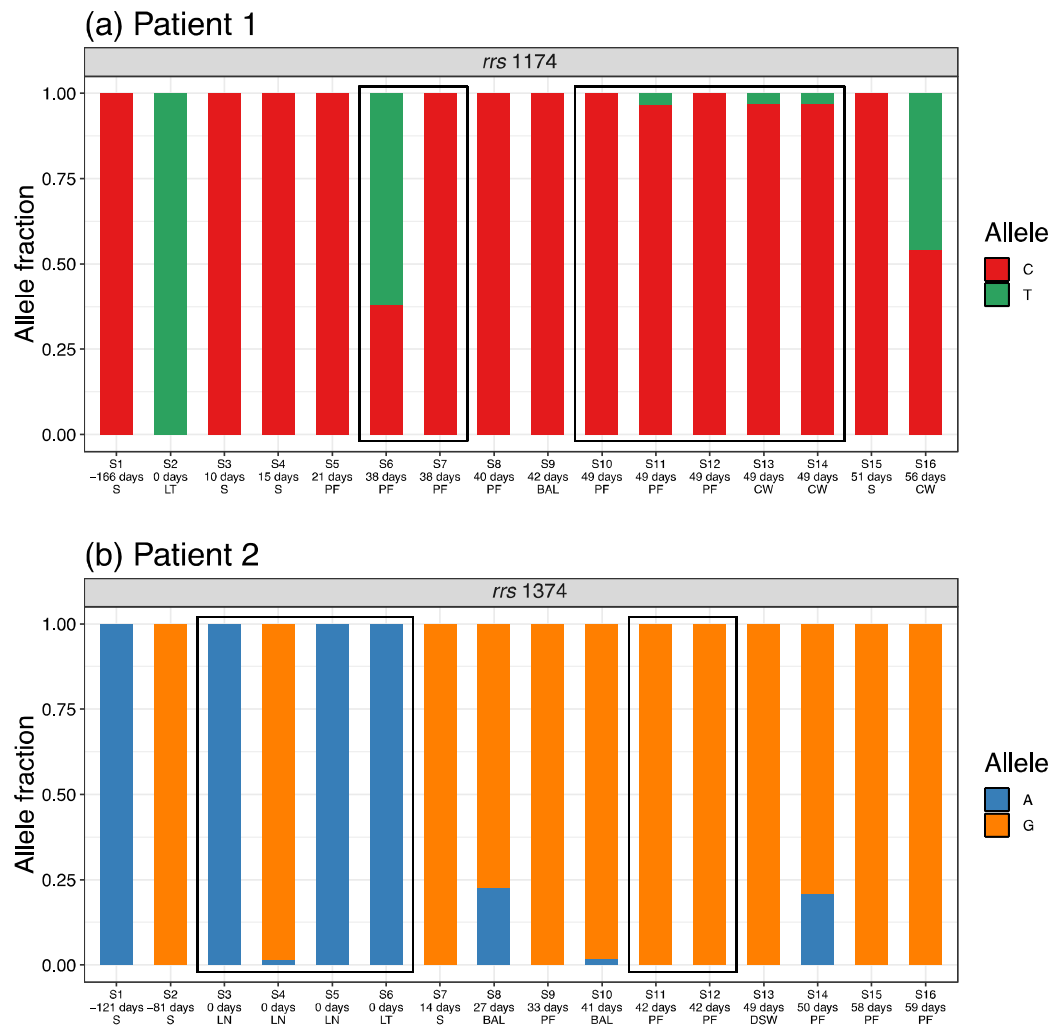 (a) Patient 1
rrs 1174
1.00
0.75
0.50
0.25
0.00
Allele fraction
S1 S2 S3 S4 S5 S6 S7 S8 S9 S10 S11 S12 S13 S14 S15 S16
−166 days 0 days 10 days 15 days 21 days 38 days 38 days 40 days 42 days 49 days 49 days 49 days 49 days 49 days 51 days 56 days
S LT S S PF PF PF PF BAL PF PF PF CW CW S CW
Allele
C
T
(b) Patient 2
rrs 1374
1.00
0.75
0.50
0.25
0.00
Allele fraction
S1 S2 S3 S4 S5 S6 S7 S8 S9 S10 S11 S12 S13 S14 S15 S16
−121 days −81 days 0 days 0 days 0 days 0 days 14 days 27 days 33 days 41 days 42 days 42 days 49 days 50 days 58 days 59 days
S S LN LN LN LT S BAL PF BAL PF PF DSW PF PF PF
Allele
A
G